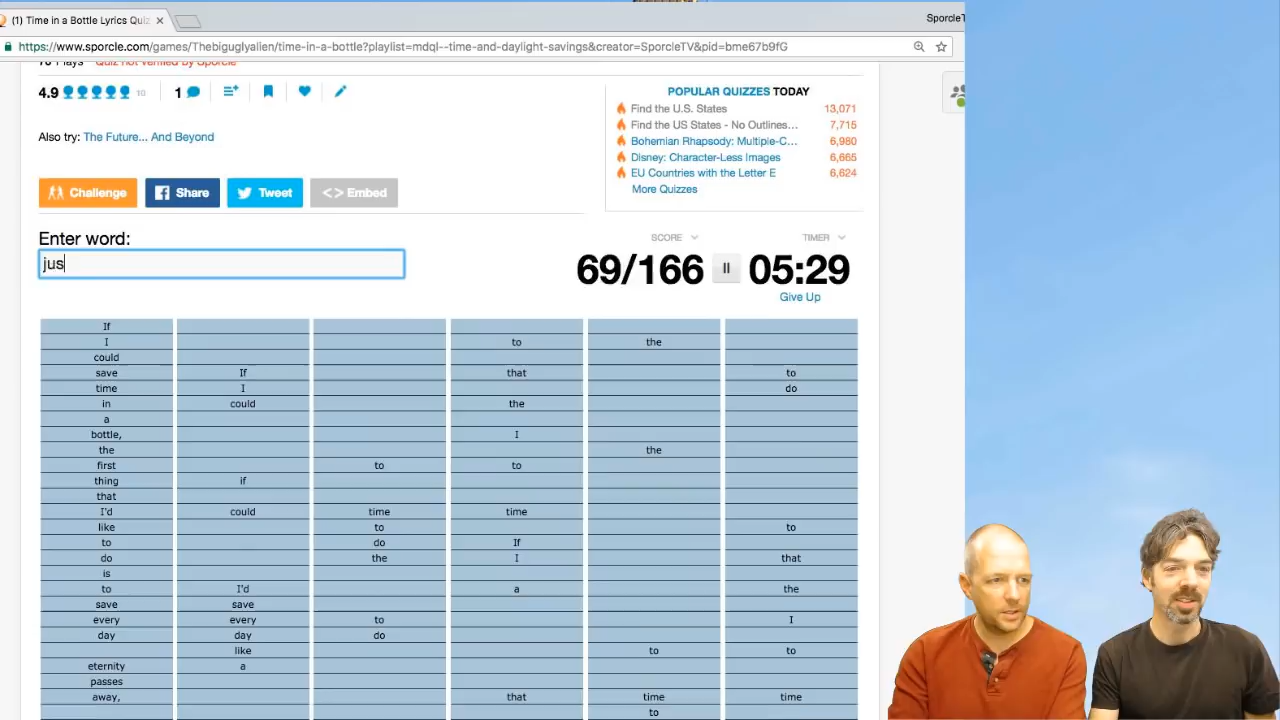 (1) Time in a Bottle Lyrics Quiz
SporcleT
https://www.sporcle.com/games/Thebiguglyalien/time-in-a-bottle?playlist=mdql--time-and-daylight-savings&creator=SporcleTV&pid=bme67b9fG
Quiz not verified by Sporcle
4.9 10 1
Also try: The Future... And Beyond
POPULAR QUIZZES TODAY
Find the U.S. States 13,071
Find the US States - No Outlines... 7,715
Bohemian Rhapsody: Multiple-C... 6,980
Disney: Character-Less Images 6,665
EU Countries with the Letter E 6,624
More Quizzes
Challenge Share Tweet <> Embed
Enter word:
jus
SCORE TIMER
69/166 05:29
Give Up
If
I to the
could
save If that to
time I do
in could the
a
bottle, I
the the
first to to
thing if
that
I'd could time time
like to to
to do If
do the I that
is
to I'd a the
save save
every every to I
day day do
like to to
eternity a
passes
away, that time time
to